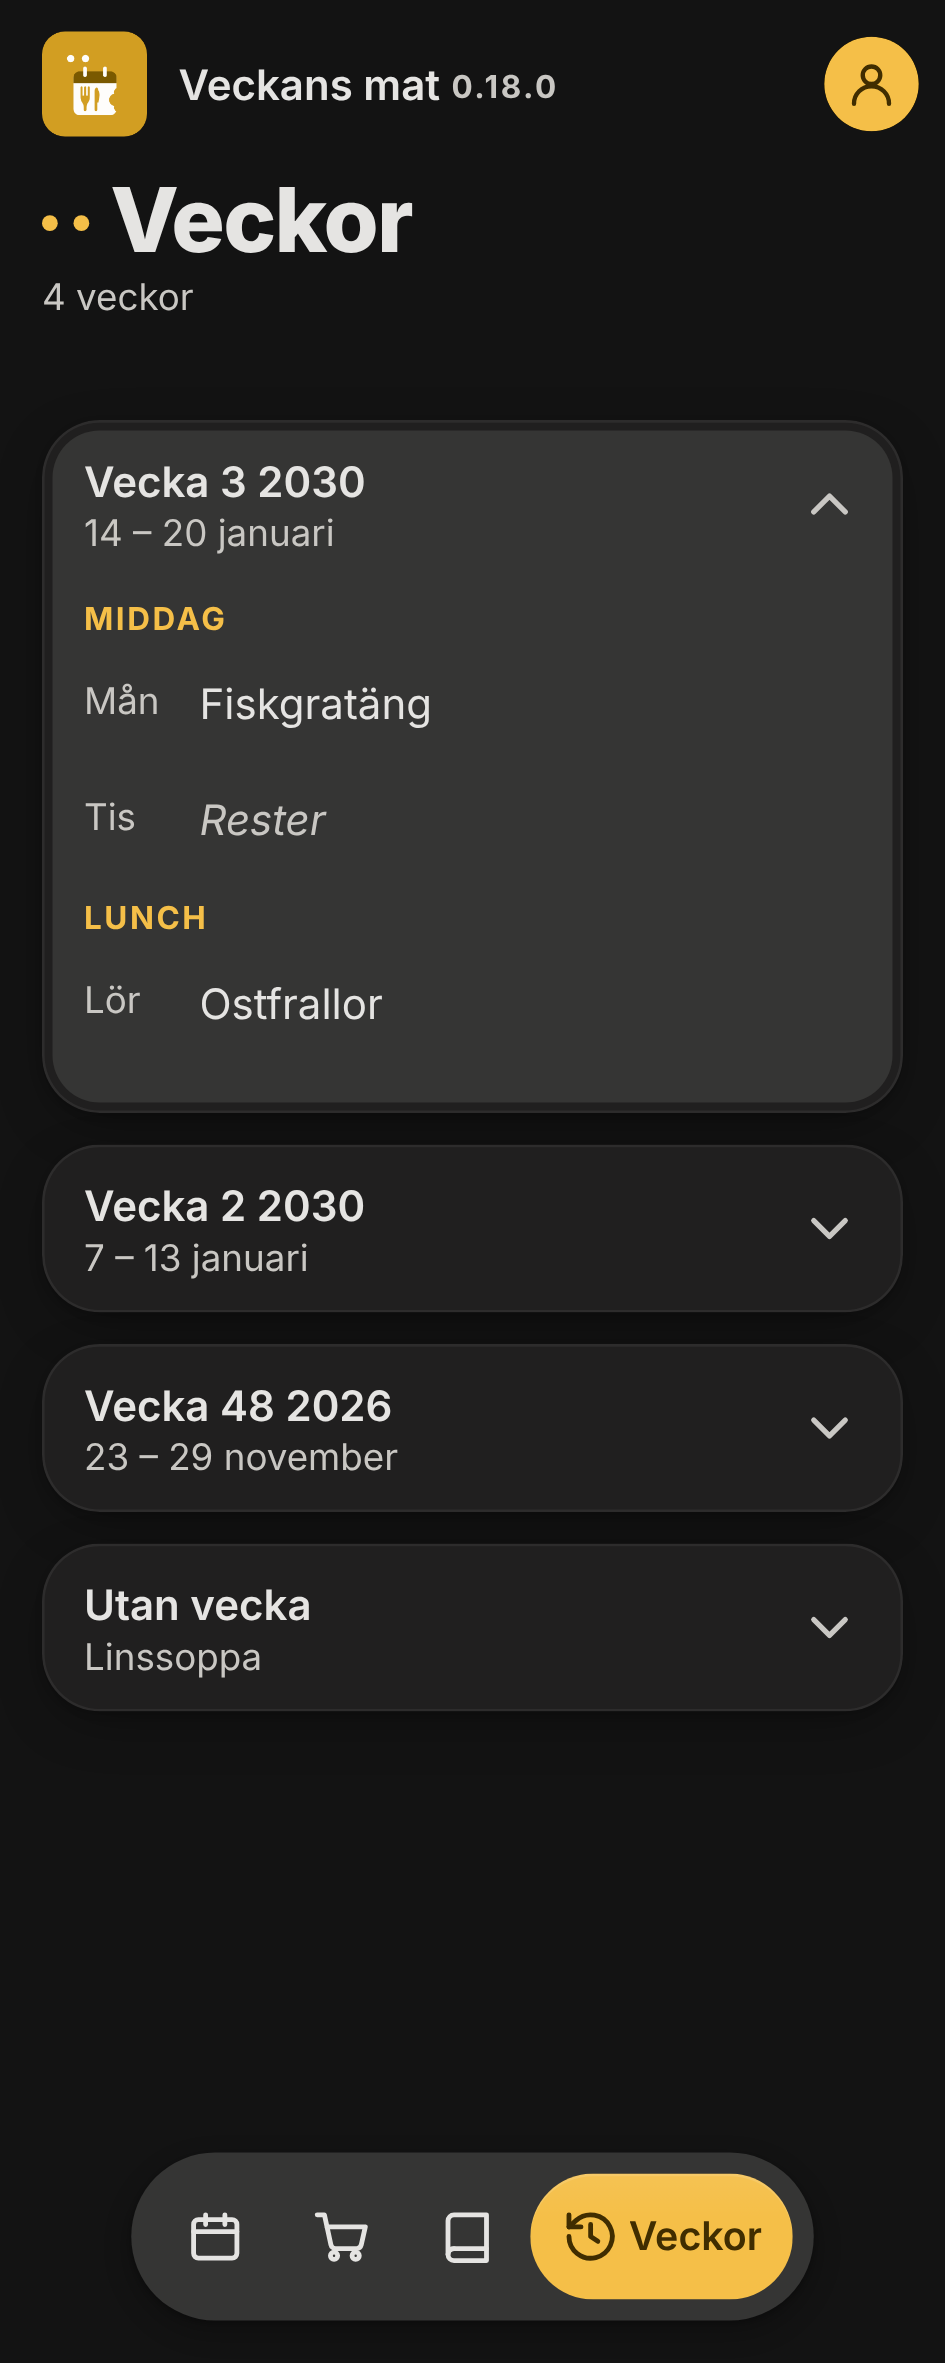 Veckans mat 0.18.0
Veckor
4 veckor
Vecka 3 2030
14 – 20 januari
MIDDAG
Mån Fiskgratäng
Tis Rester
LUNCH
Lör Ostfrallor
Vecka 2 2030
7 – 13 januari
Vecka 48 2026
23 – 29 november
Utan vecka
Linssoppa
Veckor